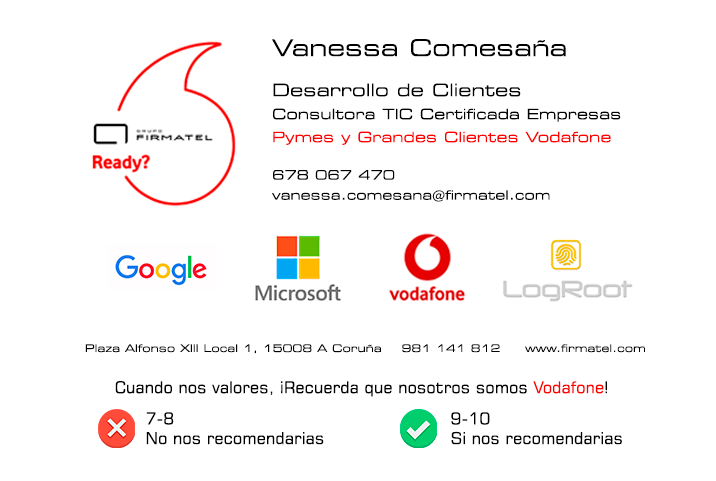 Vanessa Comesaña
Desarrollo de Clientes
Consultora TIC Certificada Empresas
Pymes y Grandes Clientes Vodafone
GRUPO
FIRMATEL
Ready?
678 067 470
vanessa.comesana@firmatel.com
Google
Microsoft
vodafone
LogRoot
Plaza Alfonso XIII Local 1, 15008 A Coruña 981 141 812 www.firmatel.com
Cuando nos valores, ¡Recuerda que nosotros somos Vodafone!
7-8
No nos recomendarias
9-10
Si nos recomendarias